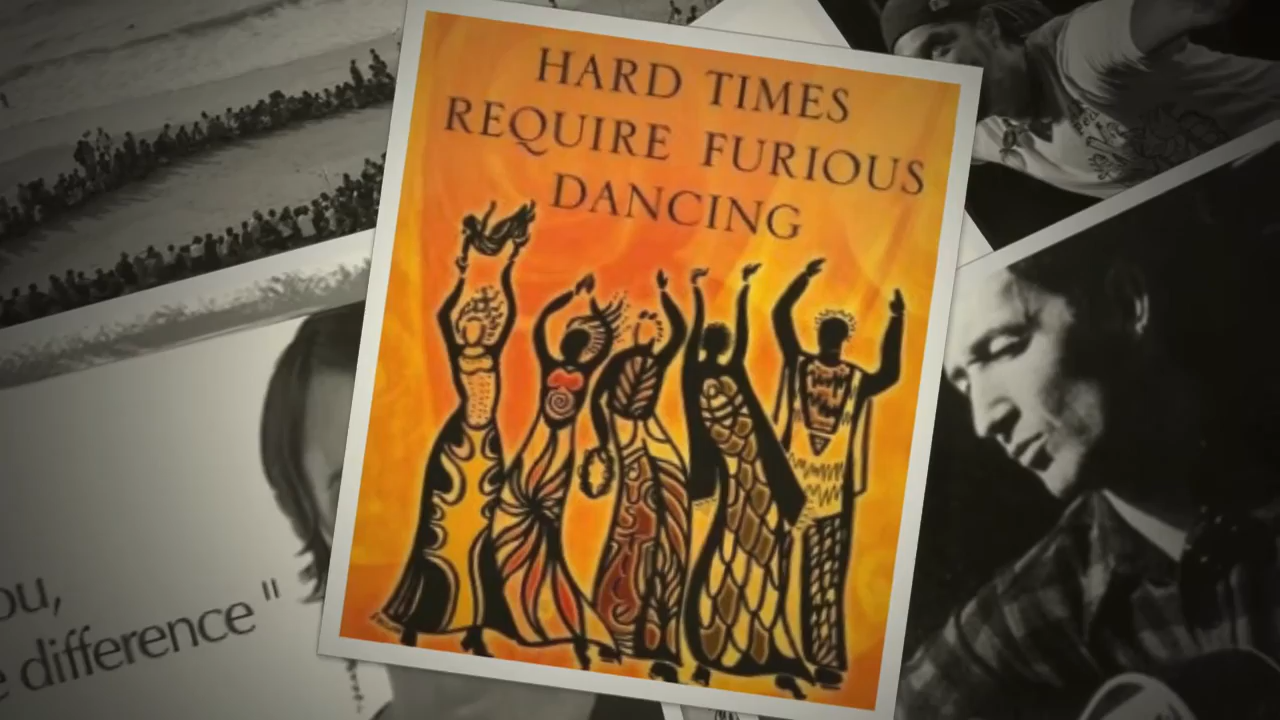 HARD TIMES
REQUIRE FURIOUS
DANCING
ou,
difference "